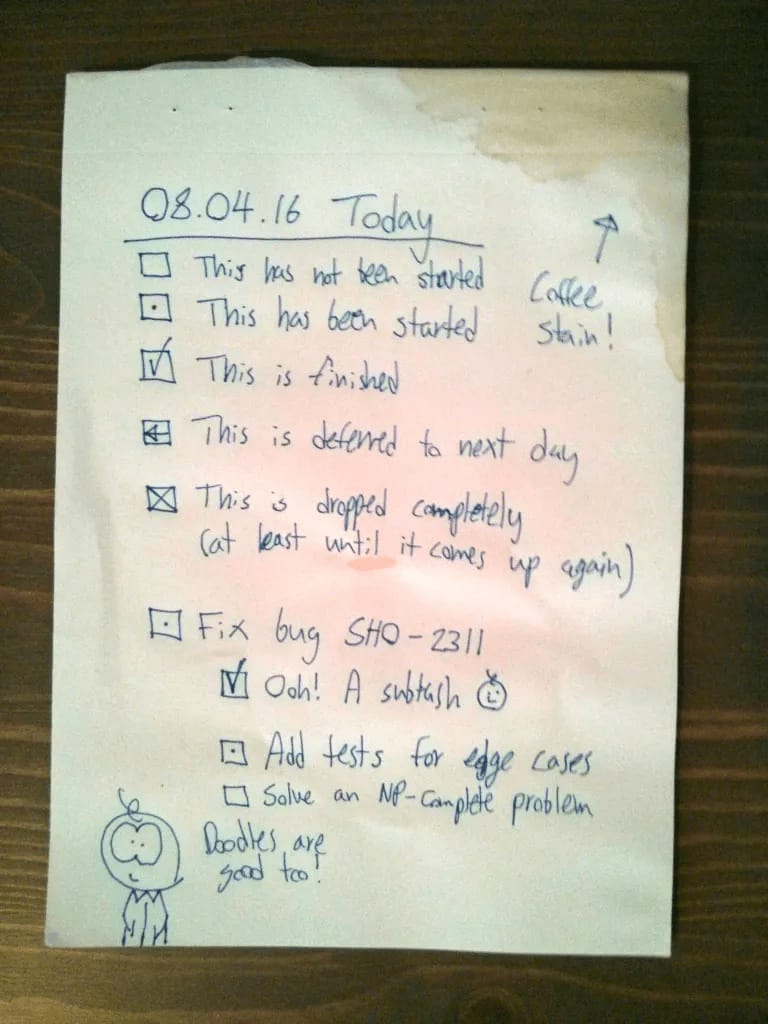 08.04.16 Today
This has not been started
This has been started
Coffee
Stain!
This is finished
This is deferred to next day
This is dropped completely
(at least until it comes up again)
Fix bug SHO-2311
Ooh! A subtask
Add tests for edge cases
Solve an NP-Complete problem
Doodles are
good too!